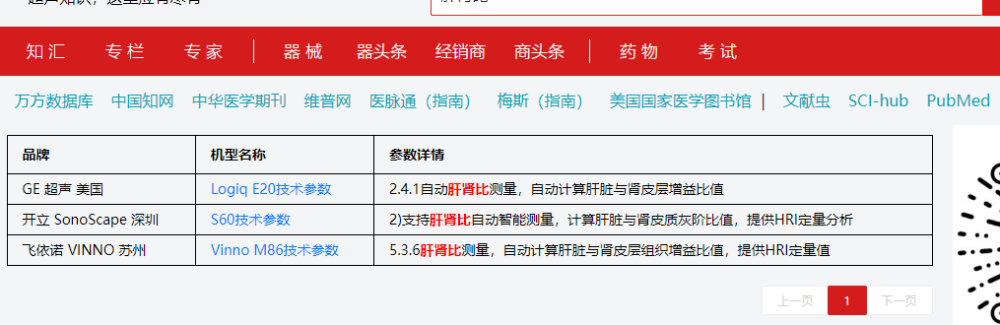 知 汇 专 栏 专 家 器 械 器头条 经销商 商头条 药 物 考 试
万方数据库 中国知网 中华医学期刊 维普网 医脉通（指南） 梅斯（指南） 美国国家医学图书馆 | 文献虫 SCI-hub PubMed
品牌 机型名称 参数详情
GE 超声 美国 Logiq E20技术参数 2.4.1自动肝肾比测量，自动计算肝脏与肾皮层增益比值
开立 SonoScape 深圳 S60技术参数 2)支持肝肾比自动智能测量，计算肝脏与肾皮质灰阶比值，提供HRI定量分析
飞依诺 VINNO 苏州 Vinno M86技术参数 5.3.6肝肾比测量，自动计算肝脏与肾皮层组织增益比值，提供HRI定量值
上一页 1 下一页